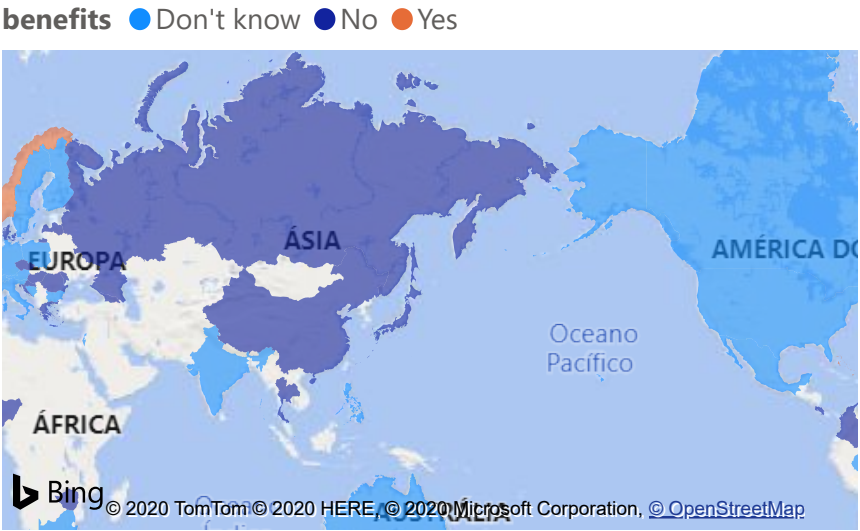 benefits Don't know No Yes
ÁSIA
EUROPA
AMÉRICA DO
Oceano
Pacífico
ÁFRICA
Bing
© 2020 TomTom © 2020 HERE, © 2020 Microsoft Corporation, © OpenStreetMap
AUSTRÁLIA